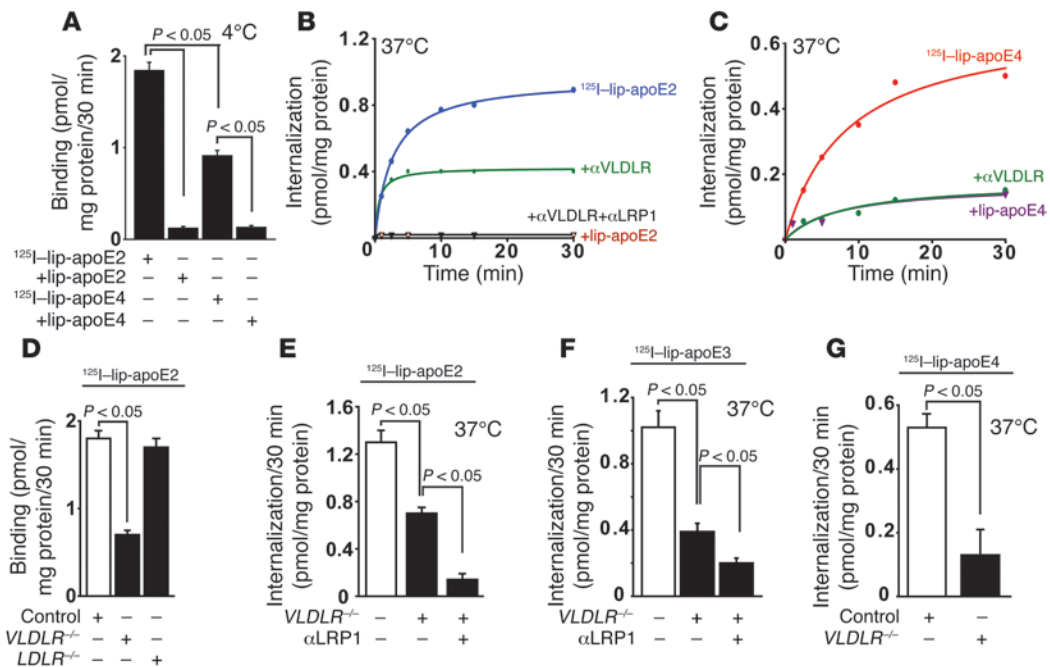 A
4°C
P < 0.05
P < 0.05
Binding (pmol/
mg protein/30 min)
2
1
0
¹²⁵I–lip-apoE2 + – – –
+lip-apoE2 – + – –
¹²⁵I–lip-apoE4 – – + –
+lip-apoE4 – – – +
B
37°C
Internalization
(pmol/mg protein)
1.2
0.8
0.4
0
10 20 30
Time (min)
¹²⁵I–lip-apoE2
+αVLDLR
+αVLDLR+αLRP1
+lip-apoE2
C
37°C
Internalization
(pmol/mg protein)
0.6
0.4
0.2
0
10 20 30
Time (min)
¹²⁵I–lip-apoE4
+αVLDLR
+lip-apoE4
D
¹²⁵I–lip-apoE2
P < 0.05
Binding (pmol/
mg protein/30 min)
2
1
0
Control + – –
VLDLR⁻/⁻ – + –
LDLR⁻/⁻ – – +
E
¹²⁵I–lip-apoE2
37°C
P < 0.05
P < 0.05
Internalization/30 min
(pmol/mg protein)
1.6
1.2
0.8
0.4
0
VLDLR⁻/⁻ – + +
αLRP1 – – +
F
¹²⁵I–lip-apoE3
37°C
P < 0.05
P < 0.05
Internalization/30 min
(pmol/mg protein)
1.2
0.8
0.4
0
VLDLR⁻/⁻ – + +
αLRP1 – – +
G
¹²⁵I–lip-apoE4
37°C
P < 0.05
Internalization/30 min
(pmol/mg protein)
0.6
0.4
0.2
0
Control + –
VLDLR⁻/⁻ – +